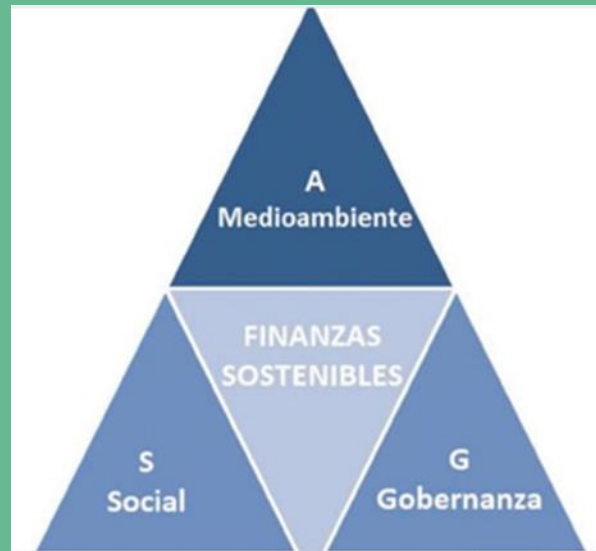 A
Medioambiente
FINANZAS
SOSTENIBLES
S
Social
G
Gobernanza